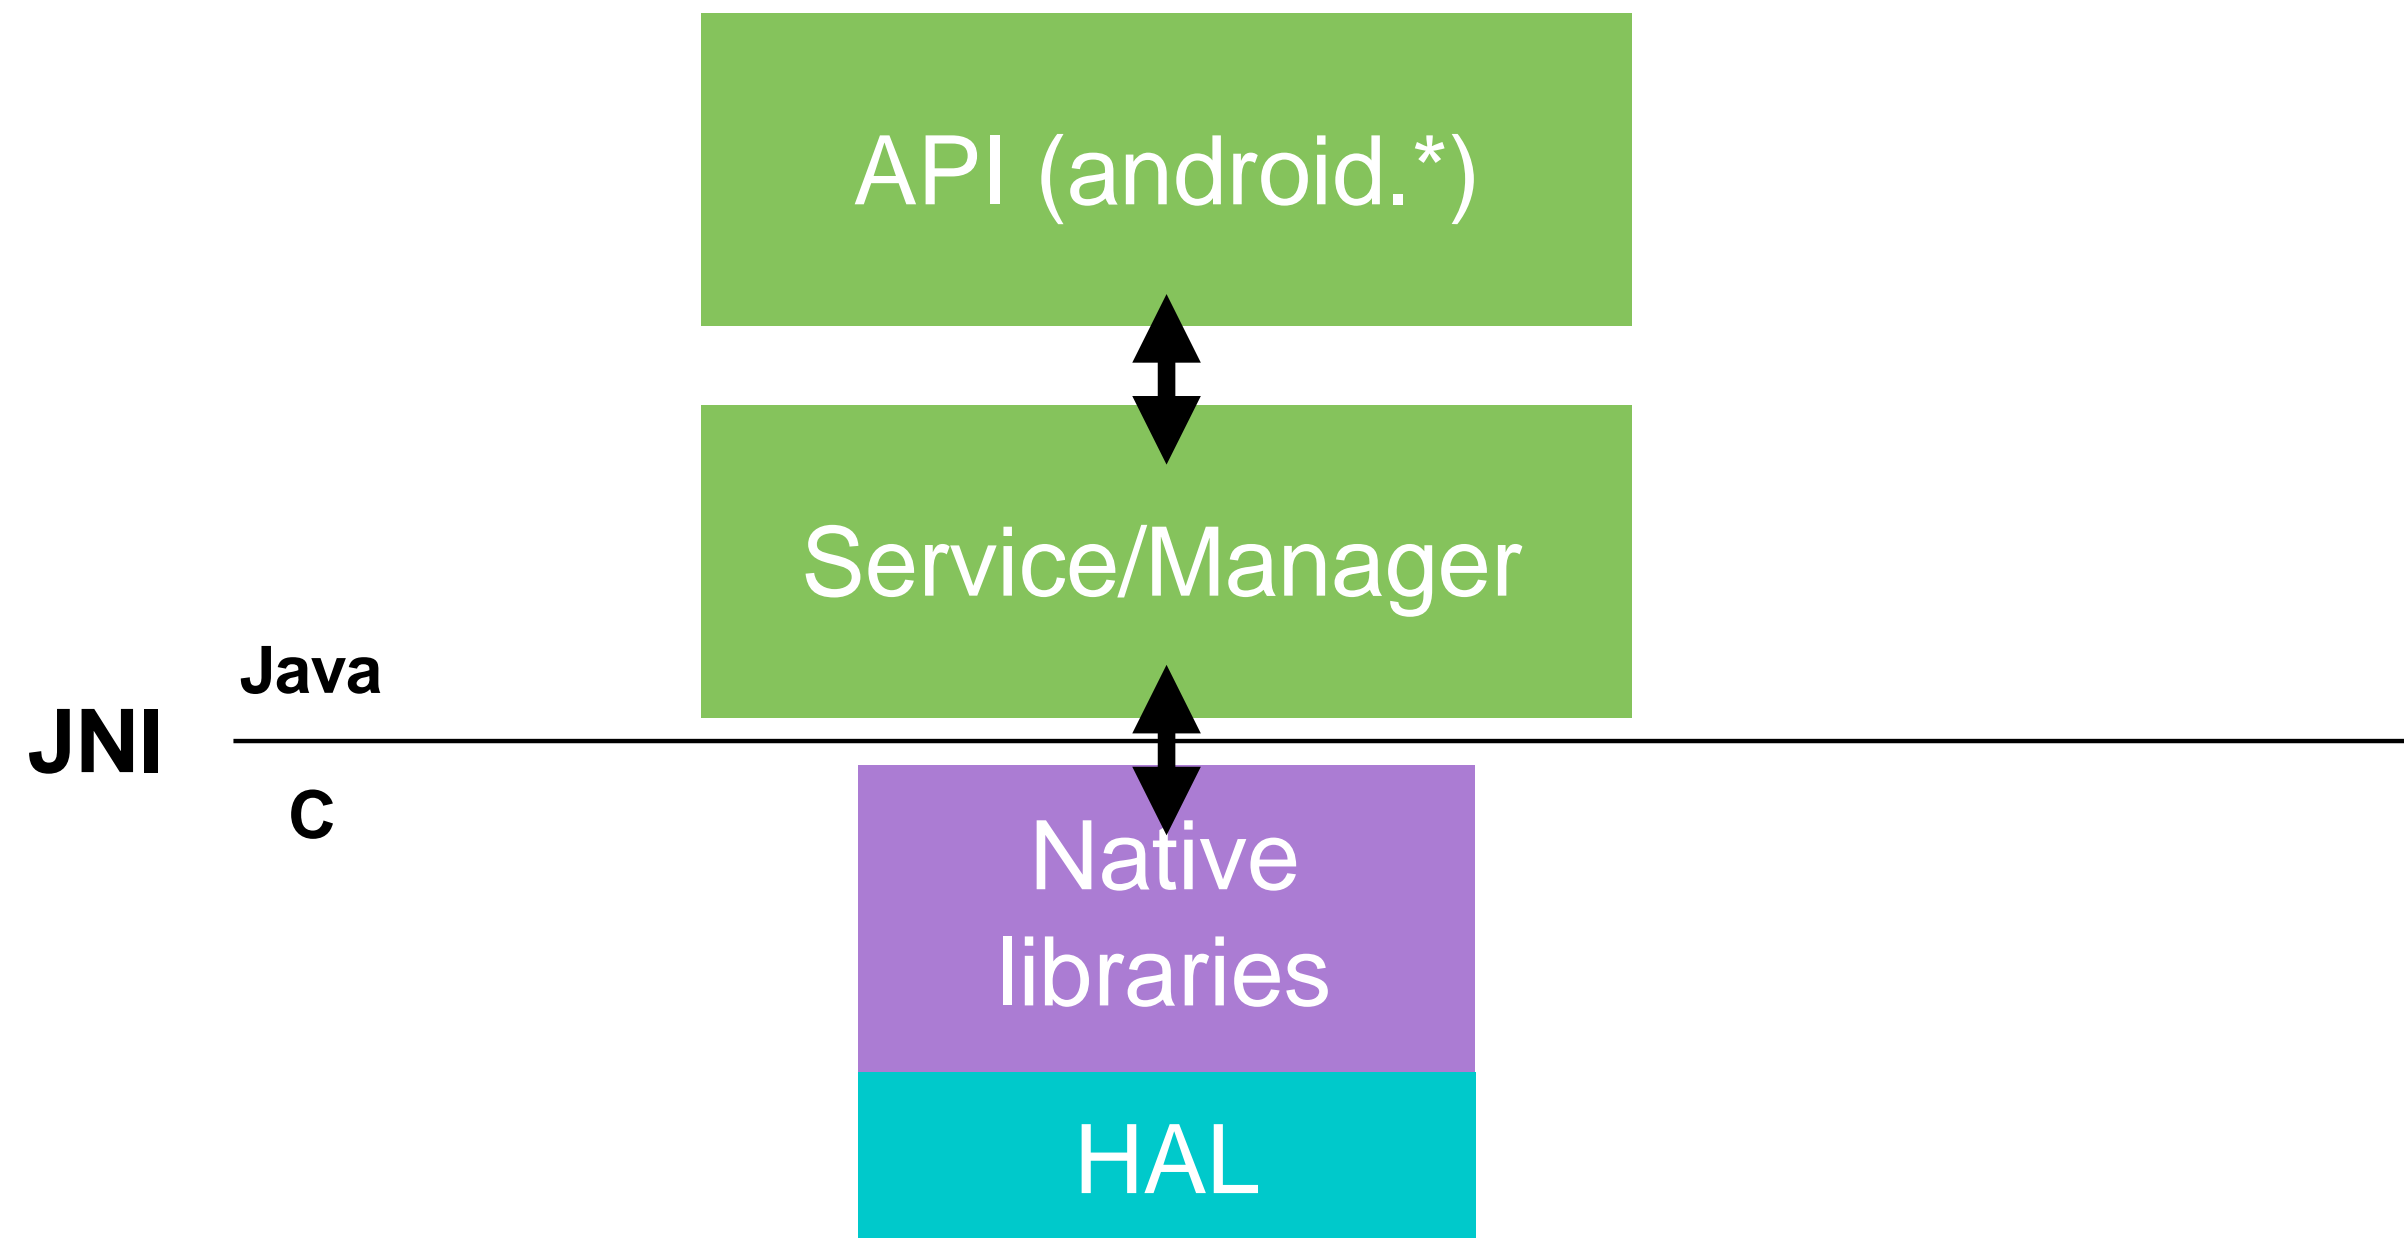 API (android.*)
Service/Manager
Java
JNI
C
Native
libraries
HAL